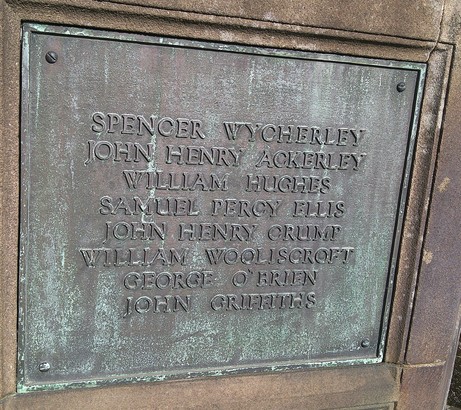 SPENCER WYCHERLEY
JOHN HENRY ACKERLEY
WILLIAM HUGHES
SAMUEL PERCY ELLIS
JOHN HENRY CRUMP
WILLIAM WOOLISCROFT
GEORGE O'BRIEN
JOHN GRIFFITHS